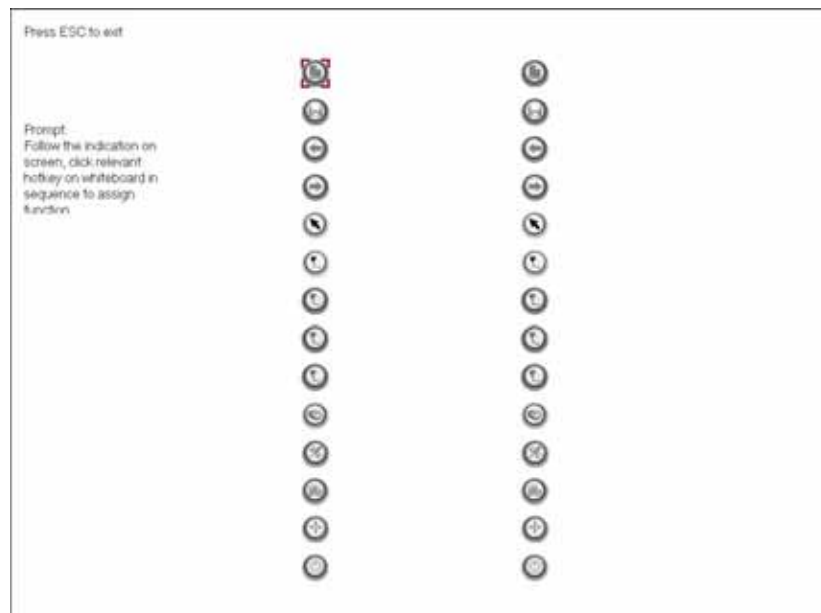 Press ESC to exit
Prompt:
Follow the indication on
screen, click relevant
hotkey on whiteboard in
sequence to assign
function